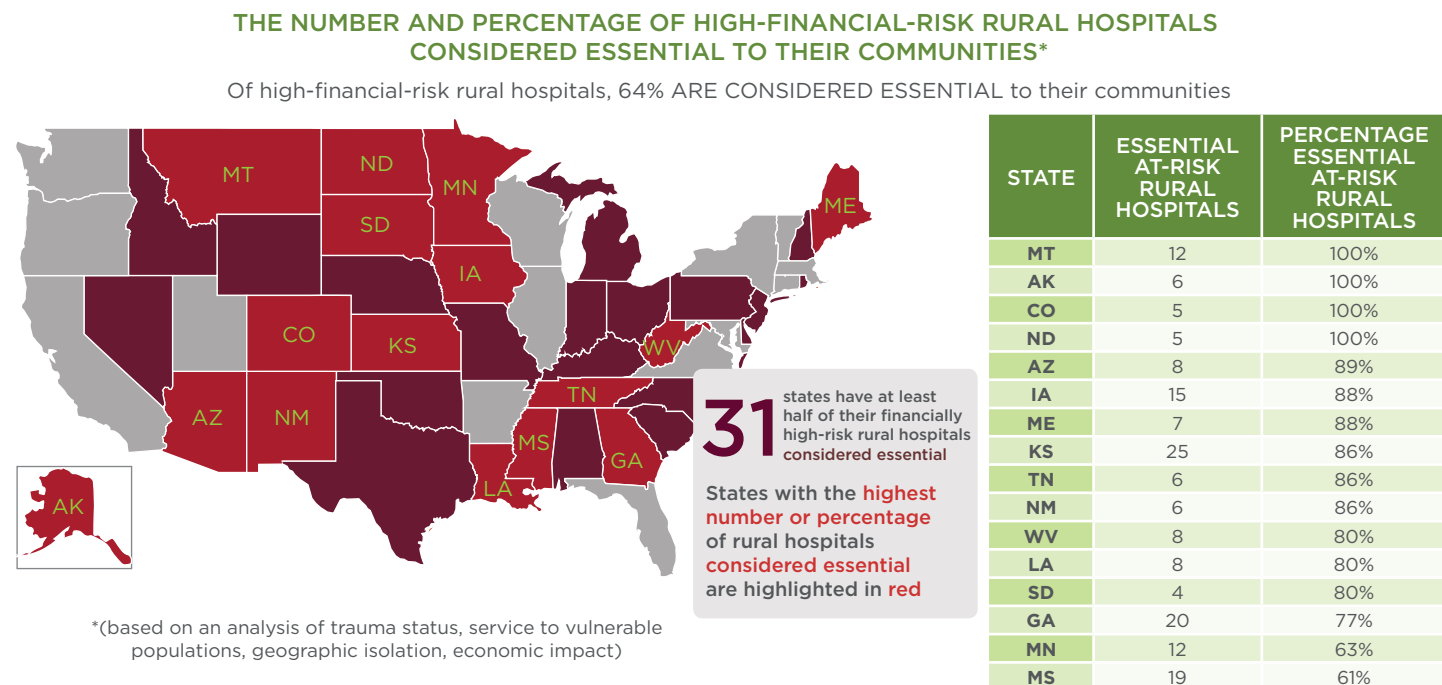 THE NUMBER AND PERCENTAGE OF HIGH-FINANCIAL-RISK RURAL HOSPITALS
CONSIDERED ESSENTIAL TO THEIR COMMUNITIES*
Of high-financial-risk rural hospitals, 64% ARE CONSIDERED ESSENTIAL to their communities
MT
ND
MN
ME
SD
IA
CO
KS
WV
TN
AZ
NM
MS
GA
LA
AK
31
states have at least
half of their financially
high-risk rural hospitals
considered essential
States with the highest
number or percentage
of rural hospitals
considered essential
are highlighted in red
*(based on an analysis of trauma status, service to vulnerable
populations, geographic isolation, economic impact)
STATE
ESSENTIAL
AT-RISK
RURAL
HOSPITALS
PERCENTAGE
ESSENTIAL
AT-RISK
RURAL
HOSPITALS
MT 12 100%
AK 6 100%
CO 5 100%
ND 5 100%
AZ 8 89%
IA 15 88%
ME 7 88%
KS 25 86%
TN 6 86%
NM 6 86%
WV 8 80%
LA 8 80%
SD 4 80%
GA 20 77%
MN 12 63%
MS 19 61%